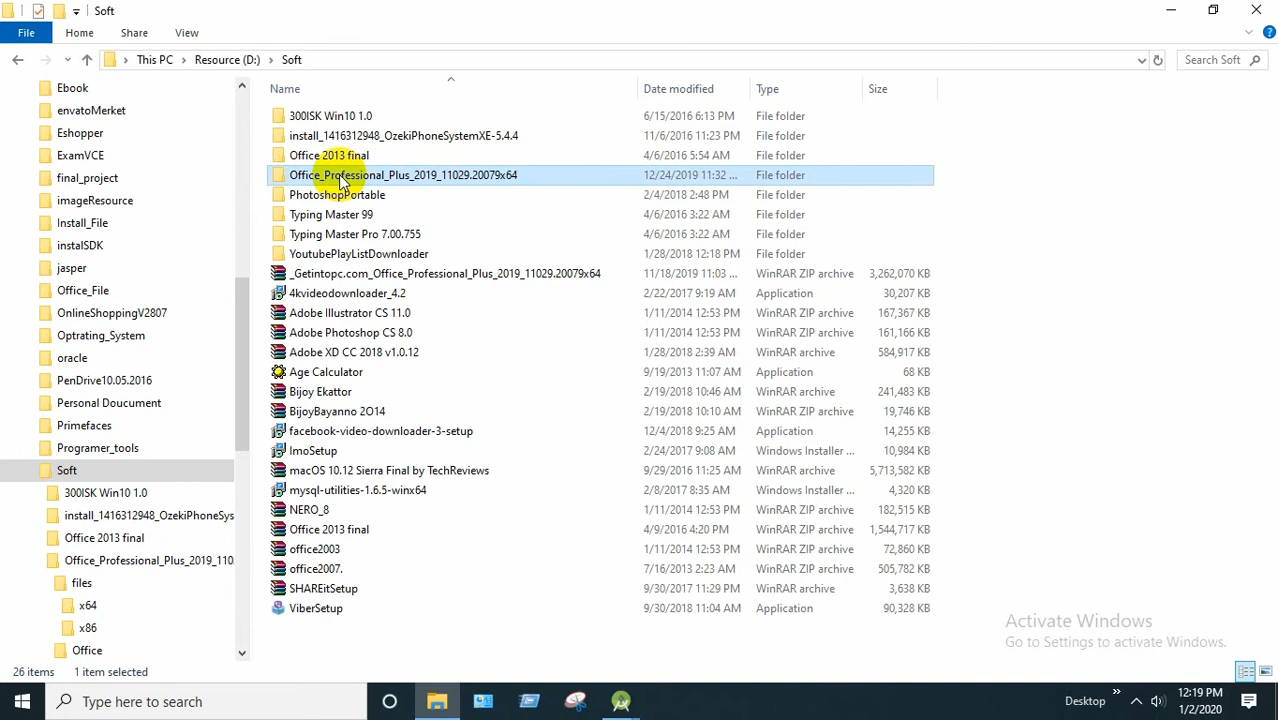 Soft
File Home Share View
This PC > Resource (D:) > Soft
Search Soft
Ebook
envatoMerket
Eshopper
ExamVCE
final_project
imageResource
Install_File
instalSDK
jasper
Office_File
OnlineShoppingV2807
Optrating_System
oracle
PenDrive10.05.2016
Personal Doucument
Primefaces
Programer_tools
Soft
300ISK Win10 1.0
install_1416312948_OzekiPhoneSys
Office 2013 final
Office_Professional_Plus_2019_110
files
x64
x86
Office
Name Date modified Type Size
300ISK Win10 1.0 6/15/2016 6:13 PM File folder
install_1416312948_OzekiPhoneSystemXE-5.4.4 11/6/2016 11:23 PM File folder
Office 2013 final 4/6/2016 5:54 AM File folder
Office_Professional_Plus_2019_11029.20079x64 12/24/2019 11:32 ... File folder
PhotoshopPortable 2/4/2018 2:48 PM File folder
Typing Master 99 4/6/2016 3:22 AM File folder
Typing Master Pro 7.00.755 4/6/2016 3:22 AM File folder
YoutubePlayListDownloader 1/28/2018 12:18 PM File folder
_Getintopc.com_Office_Professional_Plus_2019_11029.20079x64 11/18/2019 11:03 ... WinRAR ZIP archive 3,262,070 KB
4kvideodownloader_4.2 2/22/2017 9:19 AM Application 30,207 KB
Adobe Illustrator CS 11.0 1/11/2014 12:53 PM WinRAR ZIP archive 167,367 KB
Adobe Photoshop CS 8.0 1/11/2014 12:53 PM WinRAR ZIP archive 161,166 KB
Adobe XD CC 2018 v1.0.12 1/28/2018 2:39 AM WinRAR archive 584,917 KB
Age Calculator 9/19/2013 11:07 AM Application 68 KB
Bijoy Ekattor 2/19/2018 10:46 AM WinRAR ZIP archive 241,483 KB
BijoyBayanno 2O14 2/19/2018 10:10 AM WinRAR ZIP archive 19,746 KB
facebook-video-downloader-3-setup 12/4/2018 9:25 AM Application 14,255 KB
ImoSetup 2/24/2017 9:08 AM Windows Installer ... 10,984 KB
macOS 10.12 Sierra Final by TechReviews 9/29/2016 11:25 AM WinRAR archive 5,713,582 KB
mysql-utilities-1.6.5-winx64 2/8/2017 8:35 AM Windows Installer ... 4,320 KB
NERO_8 1/11/2014 12:53 PM WinRAR ZIP archive 182,515 KB
Office 2013 final 4/9/2016 4:20 PM WinRAR ZIP archive 1,544,717 KB
office2003 1/11/2014 12:53 PM WinRAR ZIP archive 72,860 KB
office2007. 7/16/2013 2:23 AM WinRAR ZIP archive 505,782 KB
SHAREitSetup 9/30/2017 11:29 PM WinRAR archive 3,638 KB
ViberSetup 9/30/2018 11:04 AM Application 90,328 KB
Activate Windows
Go to Settings to activate Windows.
26 items 1 item selected
Type here to search
Desktop
12:19 PM
1/2/2020